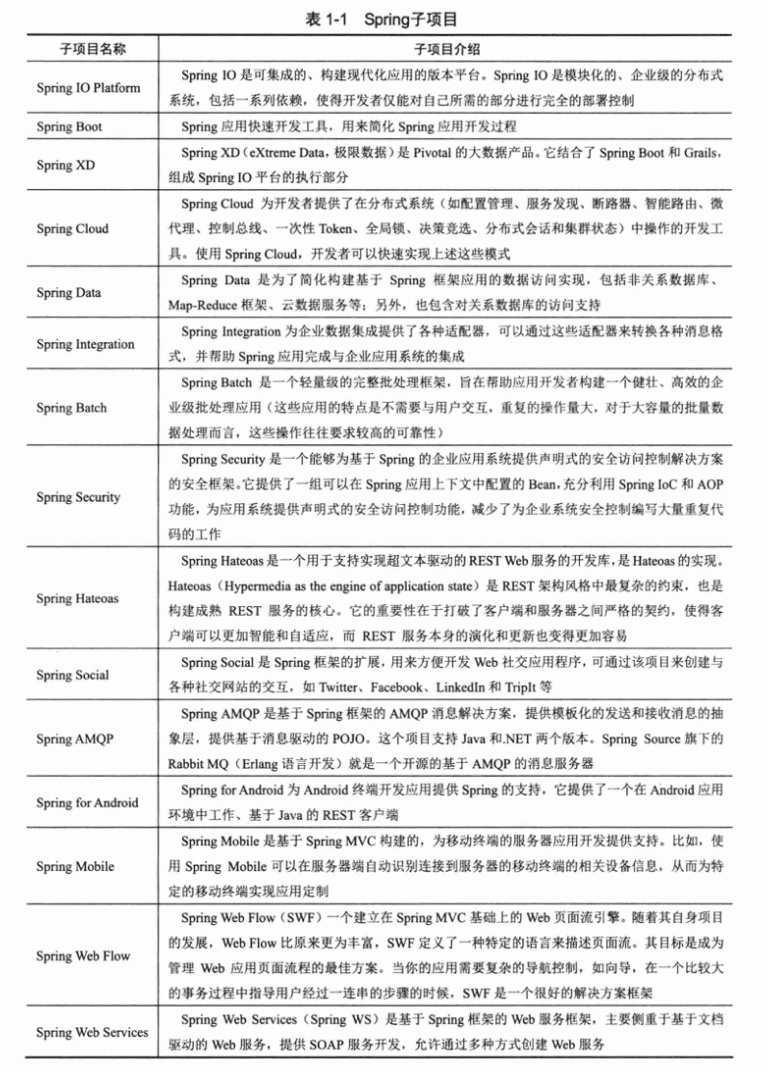 表 1-1 Spring子项目
子项目名称 子项目介绍
Spring IO Platform
Spring IO 是可集成的、构建现代化应用的版本平台。Spring IO 是模块化的、企业级的分布式
系统，包括一系列依赖，使得开发者仅能对自己所需的部分进行完全的部署控制
Spring Boot
Spring 应用快速开发工具，用来简化 Spring 应用开发过程
Spring XD
Spring XD（eXtreme Data，极限数据）是 Pivotal 的大数据产品。它结合了 Spring Boot 和 Grails，
组成 Spring IO 平台的执行部分
Spring Cloud
Spring Cloud 为开发者提供了在分布式系统（如配置管理、服务发现、断路器、智能路由、微
代理、控制总线、一次性 Token、全局锁、决策竞选、分布式会话和集群状态）中操作的开发工
具。使用 Spring Cloud，开发者可以快速实现上述这些模式
Spring Data
Spring Data 是为了简化构建基于 Spring 框架应用的数据访问实现，包括非关系数据库、
Map-Reduce 框架、云数据服务等；另外，也包含对关系数据库的访问支持
Spring Integration
Spring Integration 为企业数据集成提供了各种适配器，可以通过这些适配器来转换各种消息格
式，并帮助 Spring 应用完成与企业应用系统的集成
Spring Batch
Spring Batch 是一个轻量级的完整批处理框架，旨在帮助应用开发者构建一个健壮、高效的企
业级批处理应用（这些应用的特点是不需要与用户交互，重复的操作量大，对于大容量的批量数
据处理而言，这些操作往往要求较高的可靠性）
Spring Security
Spring Security 是一个能够为基于 Spring 的企业应用系统提供声明式的安全访问控制解决方案
的安全框架。它提供了一组可以在 Spring 应用上下文中配置的 Bean，充分利用 Spring IoC 和 AOP
功能，为应用系统提供声明式的安全访问控制功能，减少了为企业系统安全控制编写大量重复代
码的工作
Spring Hateoas
Spring Hateoas 是一个用于支持实现超文本驱动的 REST Web 服务的开发库，是 Hateoas 的实现。
Hateoas（Hypermedia as the engine of application state）是 REST 架构风格中最复杂的约束，也是
构建成熟 REST 服务的核心。它的重要性在于打破了客户端和服务器之间严格的契约，使得客
户端可以更加智能和自适应，而 REST 服务本身的演化和更新也变得更加容易
Spring Social
Spring Social 是 Spring 框架的扩展，用来方便开发 Web 社交应用程序，可通过该项目来创建与
各种社交网站的交互，如 Twitter、Facebook、LinkedIn 和 TripIt 等
Spring AMQP
Spring AMQP 是基于 Spring 框架的 AMQP 消息解决方案，提供模板化的发送和接收消息的抽
象层，提供基于消息驱动的 POJO。这个项目支持 Java 和.NET 两个版本。Spring Source 旗下的
Rabbit MQ（Erlang 语言开发）就是一个开源的基于 AMQP 的消息服务器
Spring for Android
Spring for Android 为 Android 终端开发应用提供 Spring 的支持，它提供了一个在 Android 应用
环境中工作、基于 Java 的 REST 客户端
Spring Mobile
Spring Mobile 是基于 Spring MVC 构建的，为移动终端的服务器应用开发提供支持。比如，使
用 Spring Mobile 可以在服务器端自动识别连接到服务器的移动终端的相关设备信息，从而为特
定的移动终端实现应用定制
Spring Web Flow
Spring Web Flow（SWF）一个建立在 Spring MVC 基础上的 Web 页面流引擎。随着其自身项目
的发展，Web Flow 比原来更为丰富，SWF 定义了一种特定的语言来描述页面流。其目标是成为
管理 Web 应用页面流程的最佳方案。当你的应用需要复杂的导航控制，如向导，在一个比较大
的事务过程中指导用户经过一连串的步骤的时候，SWF 是一个很好的解决方案框架
Spring Web Services
Spring Web Services（Spring WS）是基于 Spring 框架的 Web 服务框架，主要侧重于基于文档
驱动的 Web 服务，提供 SOAP 服务开发，允许通过多种方式创建 Web 服务